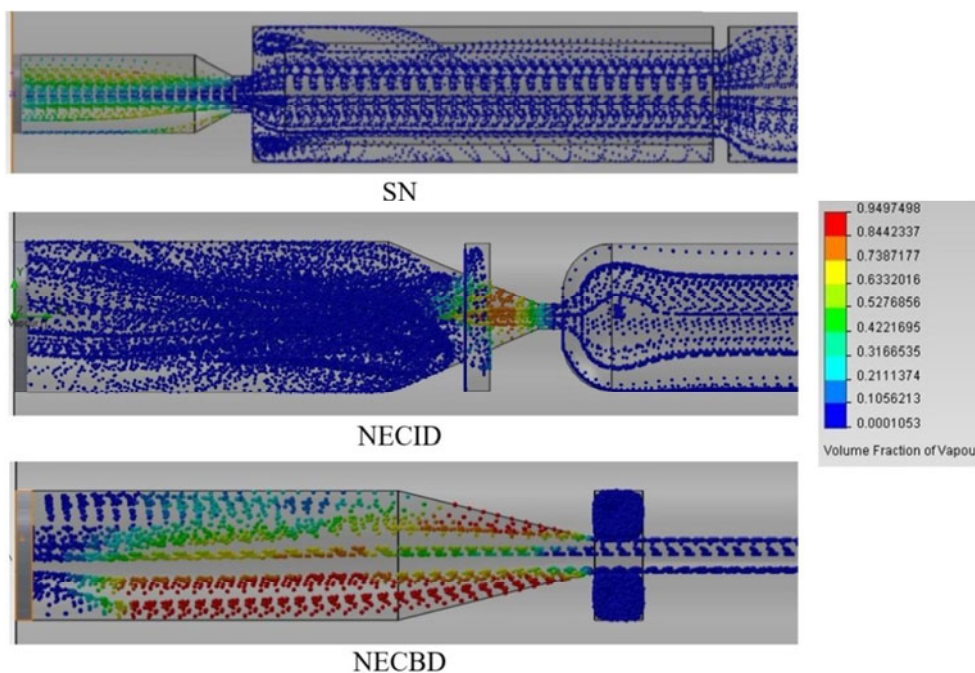 SN
NECID
NECBD
0.9497498
0.8442337
0.7387177
0.6332016
0.5276856
0.4221695
0.3166535
0.2111374
0.1056213
0.0001053
Volume Fraction of Vapou
Y